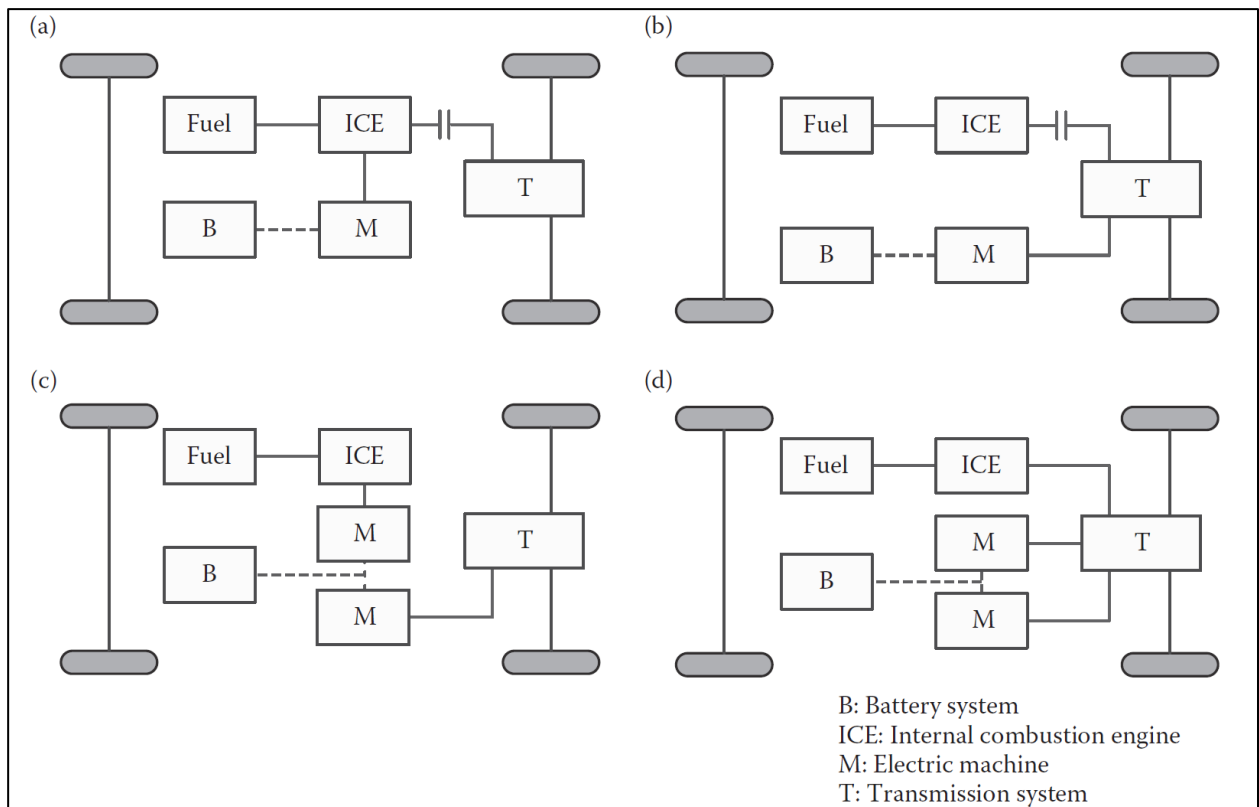 (a)
Fuel
ICE
T
B
M
(b)
Fuel
ICE
T
B
M
(c)
Fuel
ICE
M
T
B
M
(d)
Fuel
ICE
M
T
B
M
B: Battery system
ICE: Internal combustion engine
M: Electric machine
T: Transmission system